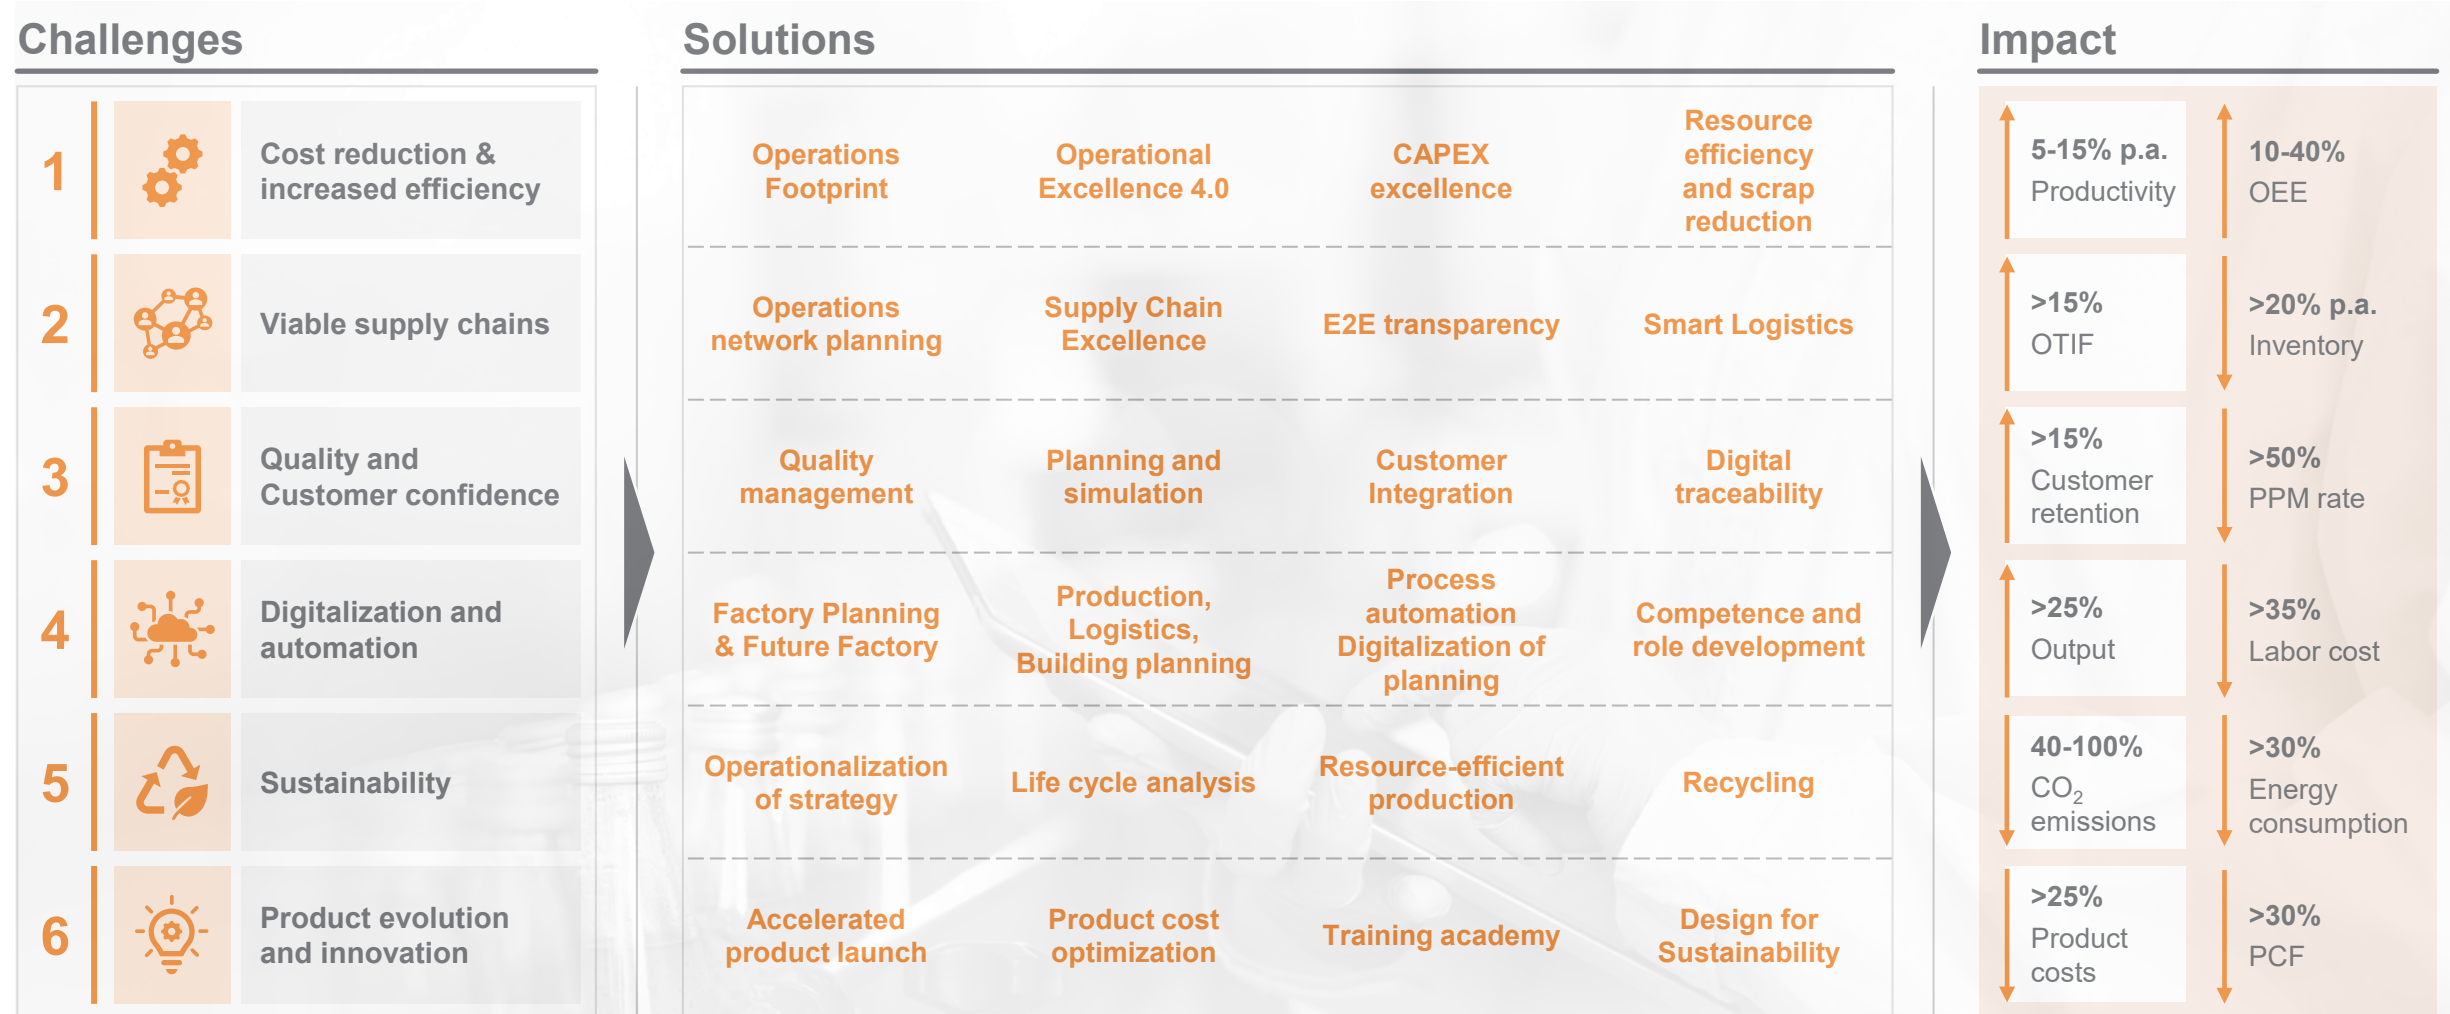 Challenges
Solutions
Impact
1
Cost reduction &
increased efficiency
Operations
Footprint
Operational
Excellence 4.0
CAPEX
excellence
Resource
efficiency
and scrap
reduction
5-15% p.a.
Productivity
10-40%
OEE
2
Viable supply chains
Operations
network planning
Supply Chain
Excellence
E2E transparency
Smart Logistics
>15%
OTIF
>20% p.a.
Inventory
3
Quality and
Customer confidence
Quality
management
Planning and
simulation
Customer
Integration
Digital
traceability
>15%
Customer
retention
>50%
PPM rate
4
Digitalization and
automation
Factory Planning
& Future Factory
Production,
Logistics,
Building planning
Process
automation
Digitalization of
planning
Competence and
role development
>25%
Output
>35%
Labor cost
5
Sustainability
Operationalization
of strategy
Life cycle analysis
Resource-efficient
production
Recycling
40-100%
CO₂
emissions
>30%
Energy
consumption
6
Product evolution
and innovation
Accelerated
product launch
Product cost
optimization
Training academy
Design for
Sustainability
>25%
Product
costs
>30%
PCF